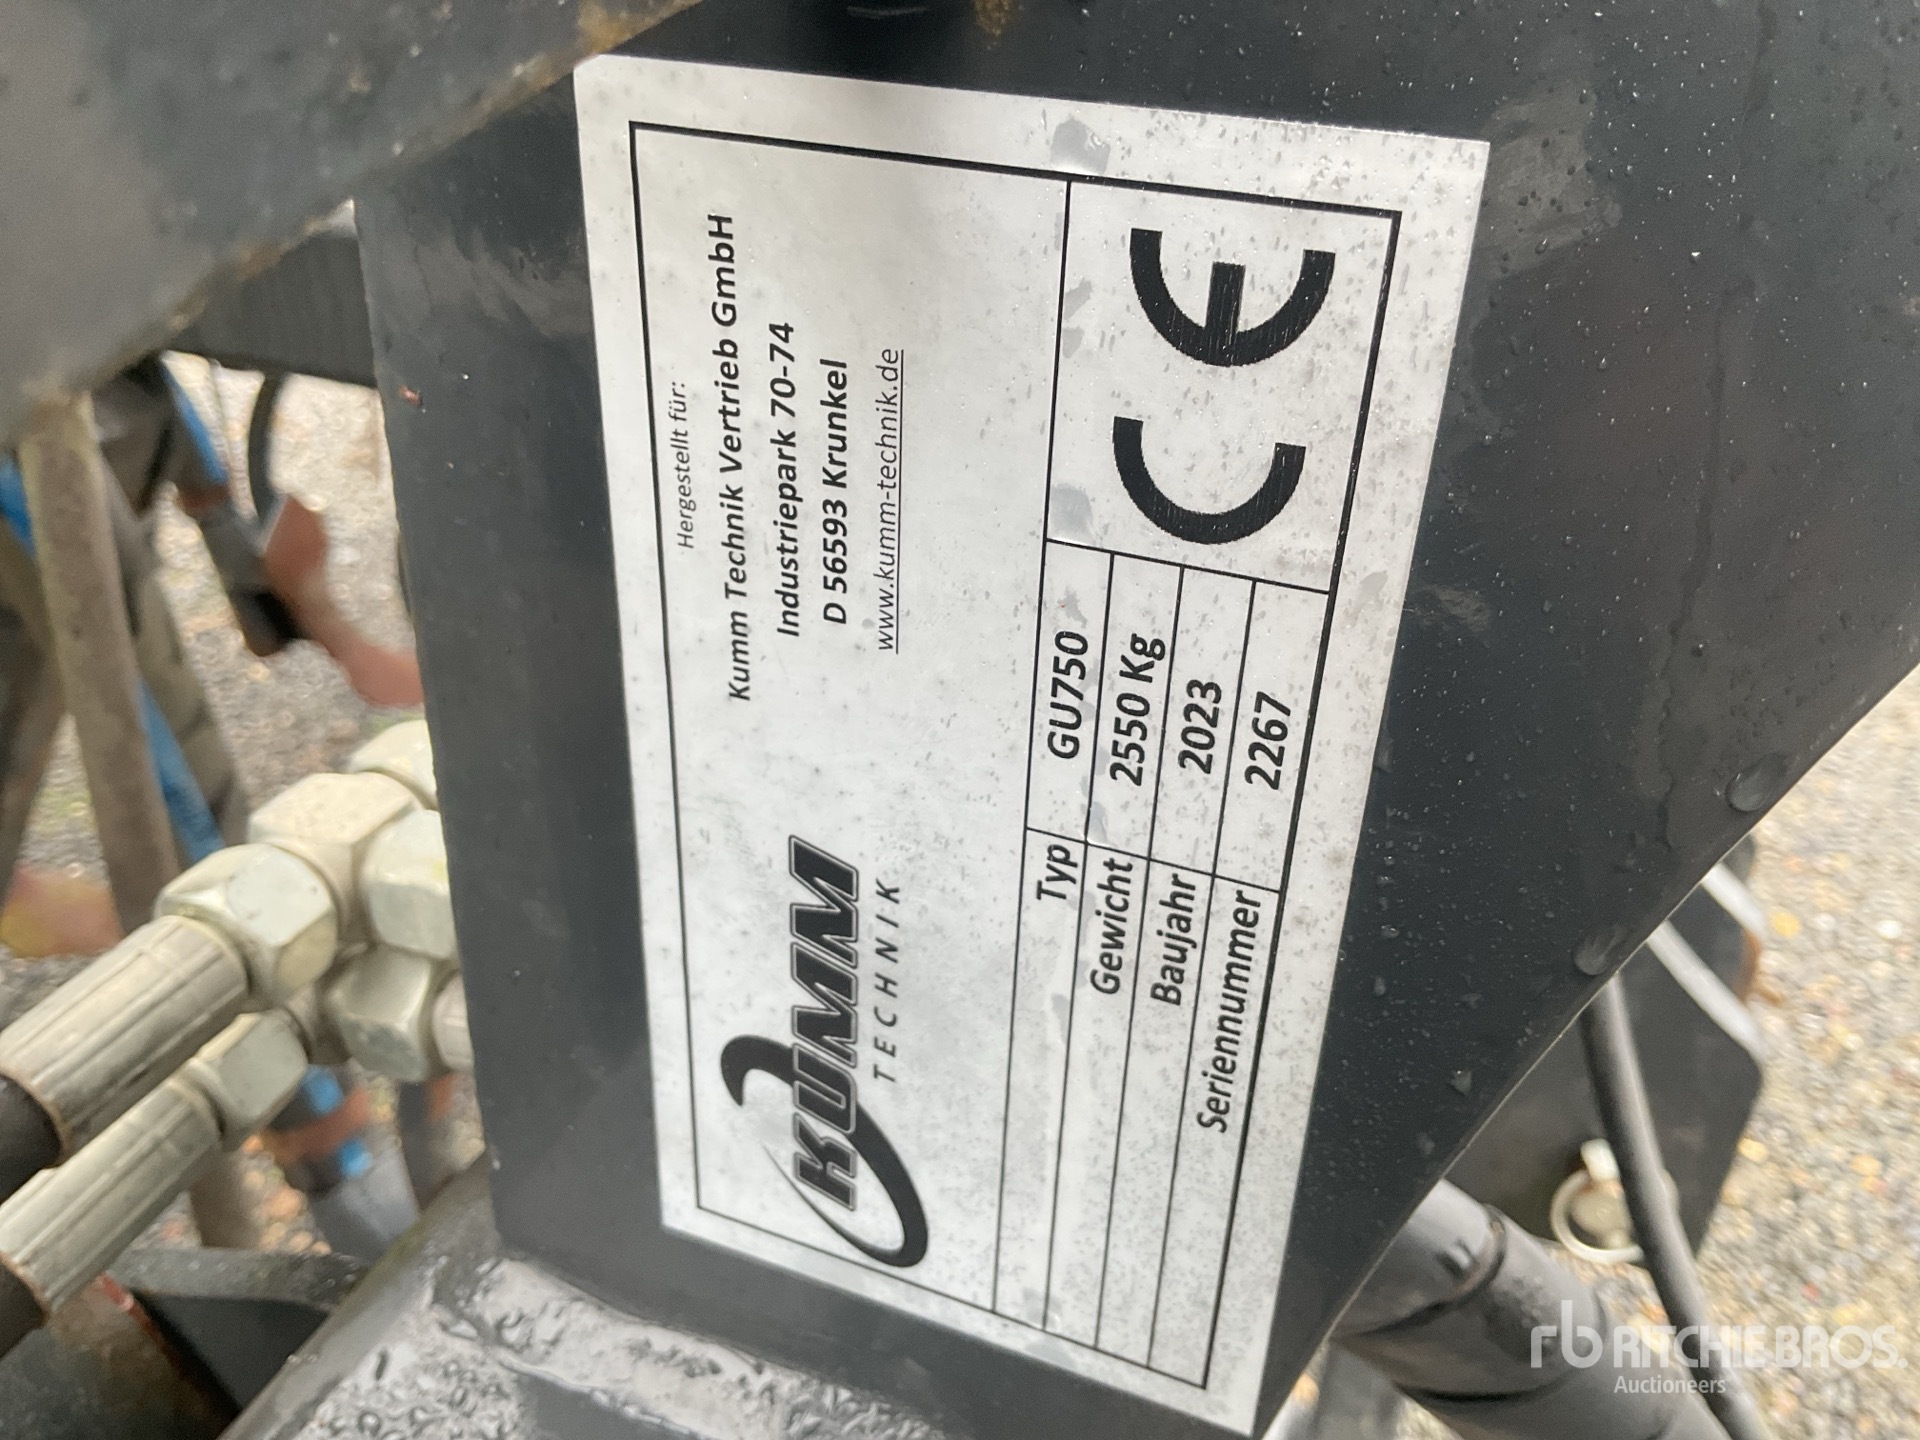 KUMM
TECHNIK
Hergestellt für:
Kumm Technik Vertrieb GmbH
Industriepark 70-74
D 56593 Krunkel
www.kumm-technik.de
Typ GU750
Gewicht 2550 Kg
Baujahr 2023
Seriennummer 2267
CE
rb RITCHIE BROS.
Auctioneers